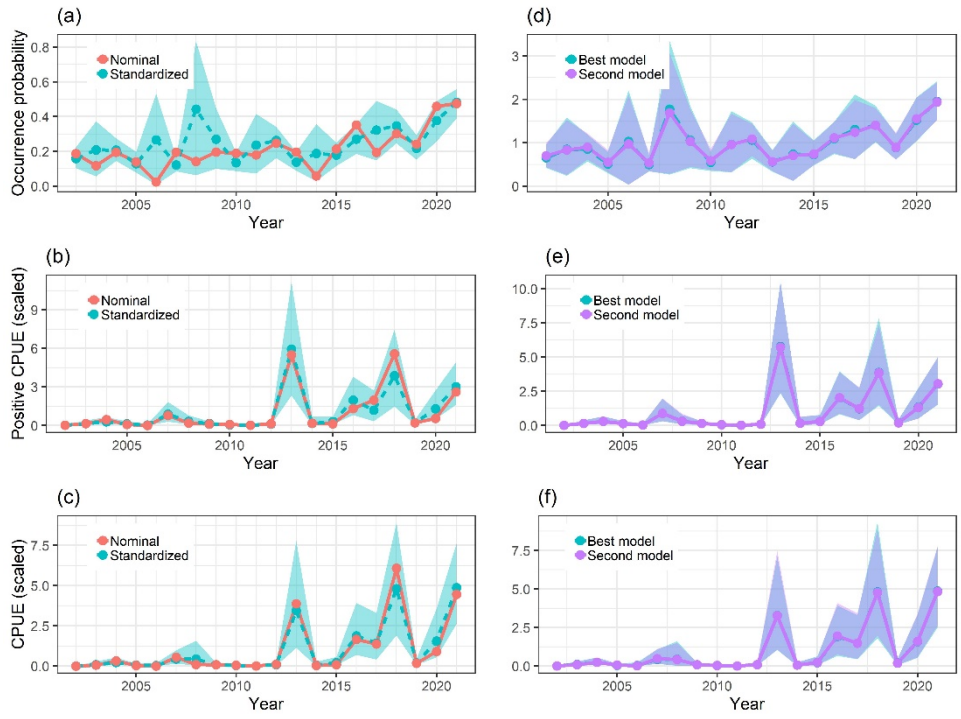 (a)
Occurrence probability
0.8
0.6
0.4
0.2
0.0
Nominal
Standardized
2005 2010 2015 2020
Year
(d)
3
2
1
0
Best model
Second model
2005 2010 2015 2020
Year
(b)
Positive CPUE (scaled)
9
6
3
0
Nominal
Standardized
2005 2010 2015 2020
Year
(e)
10.0
7.5
5.0
2.5
0.0
Best model
Second model
2005 2010 2015 2020
Year
(c)
CPUE (scaled)
7.5
5.0
2.5
0.0
Nominal
Standardized
2005 2010 2015 2020
Year
(f)
7.5
5.0
2.5
0.0
Best model
Second model
2005 2010 2015 2020
Year